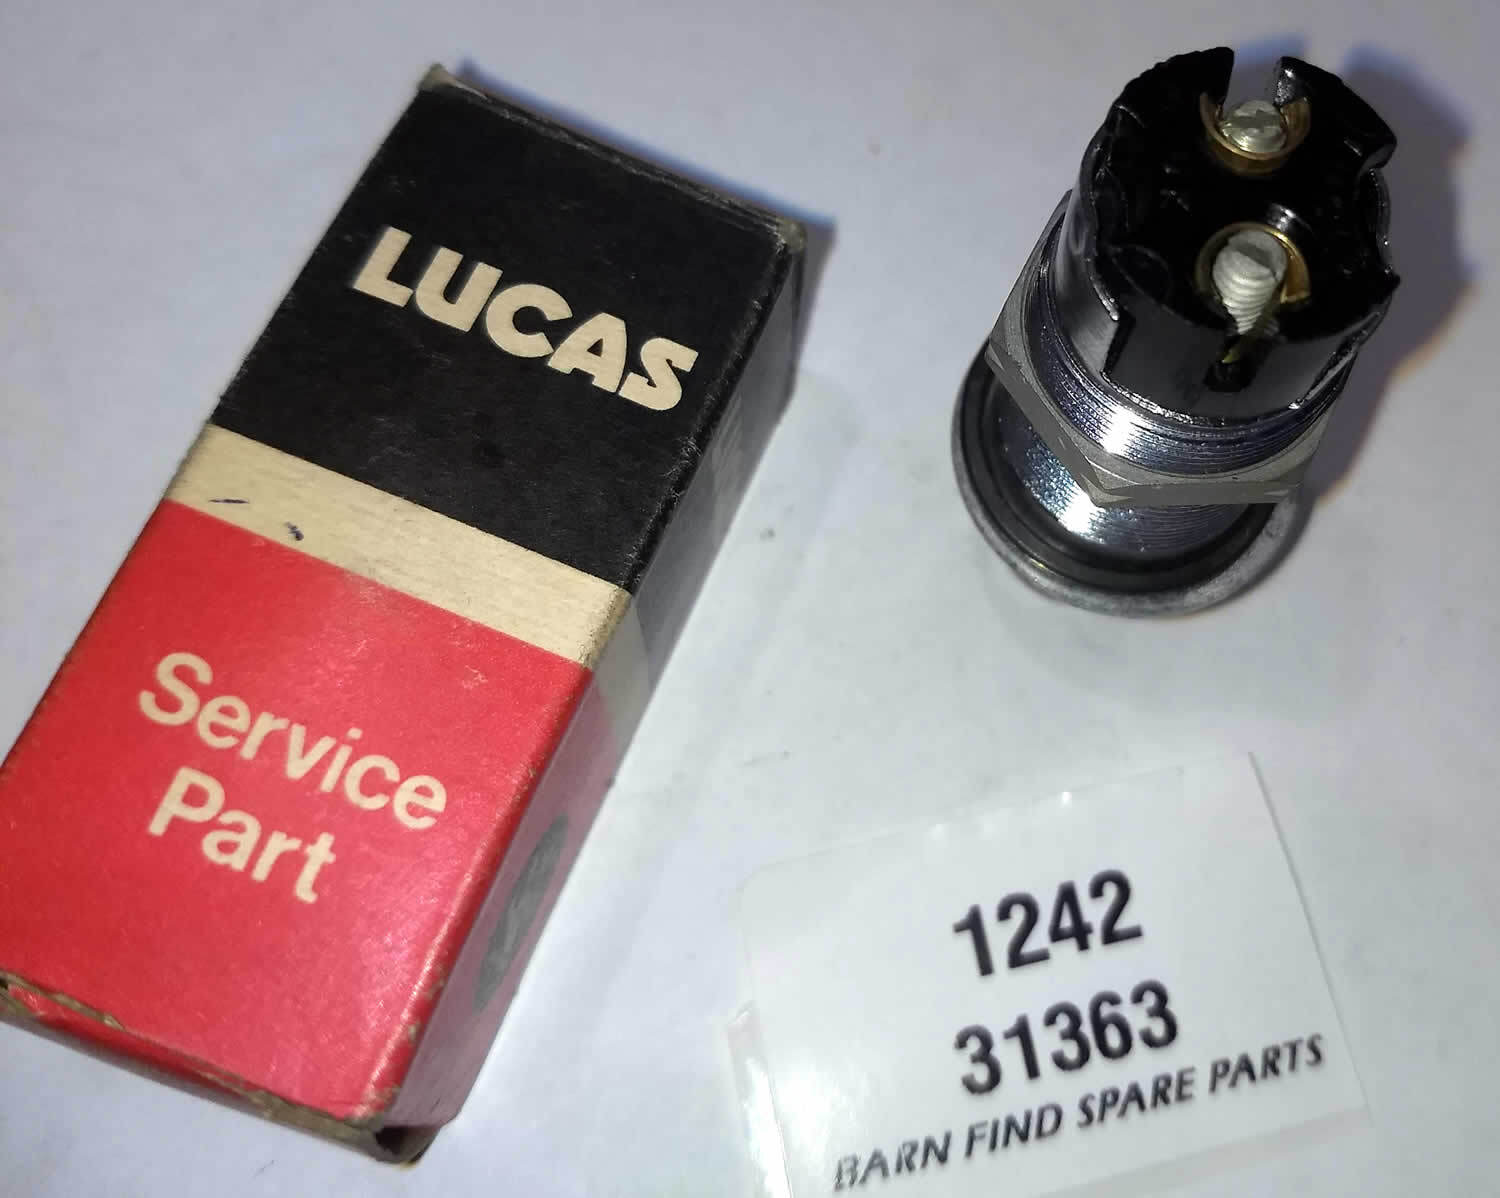 LUCAS
Service
Part
1242
31363
BARN FIND SPARE PARTS